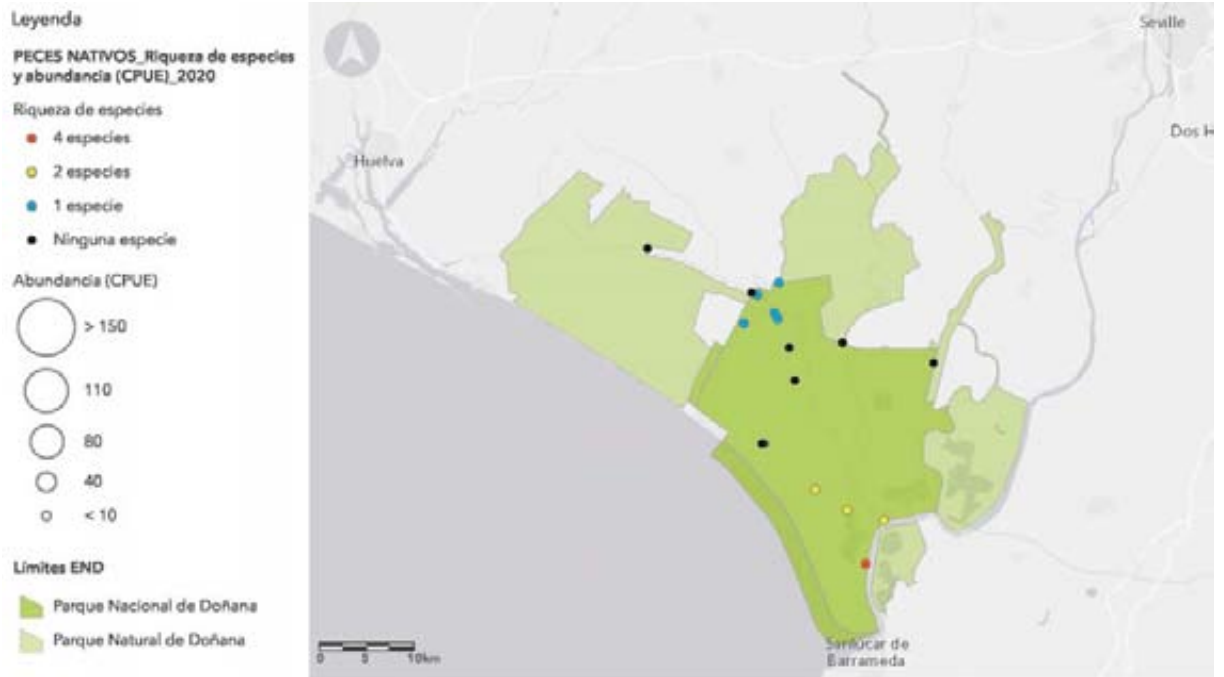 Leyenda
PECES NATIVOS_Riqueza de especies
y abundancia (CPUE)_2020
Riqueza de especies
4 especies
2 especies
1 especie
Ninguna especie
Abundancia (CPUE)
> 150
110
80
40
< 10
Límites END
Parque Nacional de Doñana
Parque Natural de Doñana
Seville
Dos H
Huelva
Sanlúcar de
Barrameda
0 5 10km